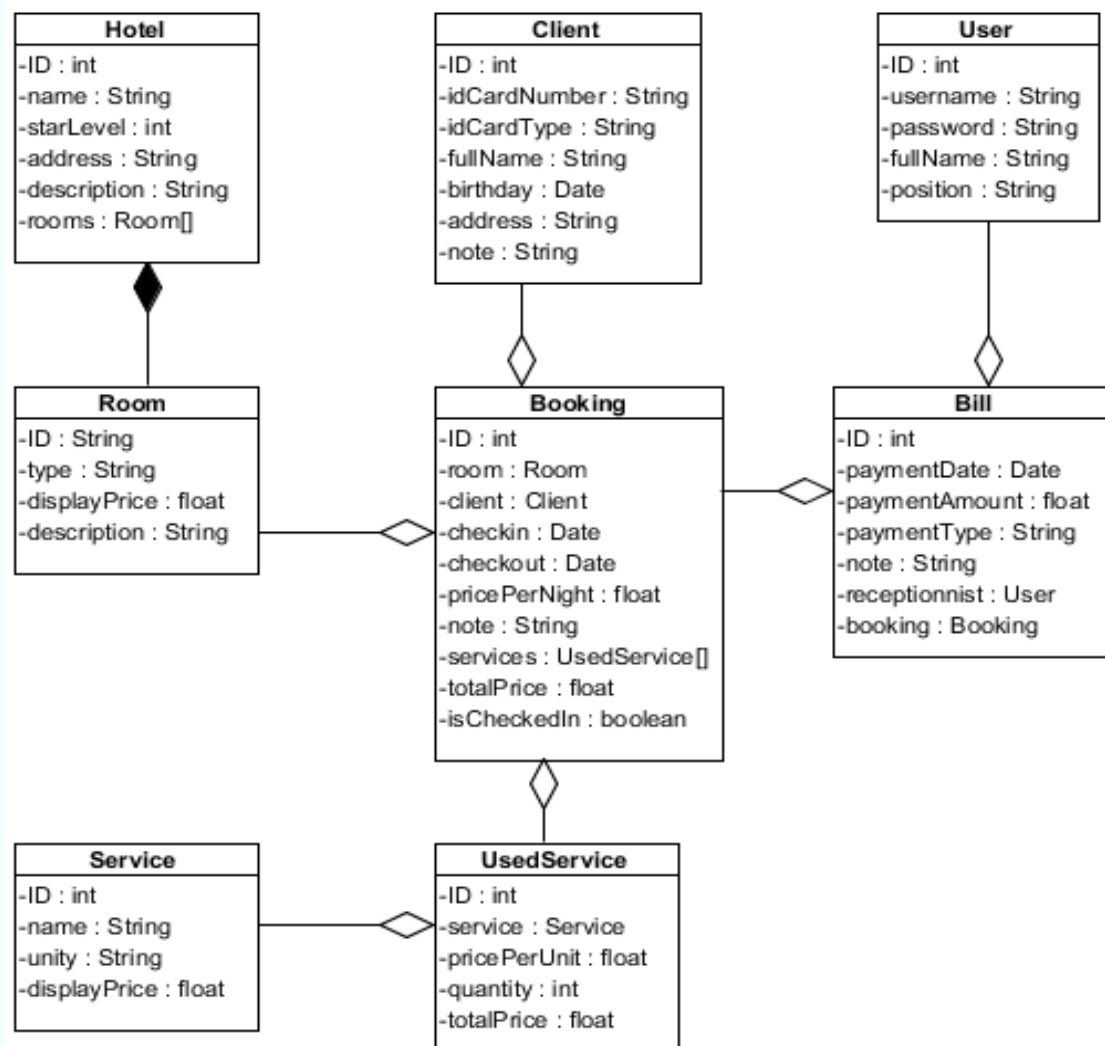 Hotel
-ID : int
-name : String
-starLevel : int
-address : String
-description : String
-rooms : Room[]
Client
-ID : int
-idCardNumber : String
-idCardType : String
-fullName : String
-birthday : Date
-address : String
-note : String
User
-ID : int
-username : String
-password : String
-fullName : String
-position : String
Room
-ID : String
-type : String
-displayPrice : float
-description : String
Booking
-ID : int
-room : Room
-client : Client
-checkin : Date
-checkout : Date
-pricePerNight : float
-note : String
-services : UsedService[]
-totalPrice : float
-isCheckedIn : boolean
Bill
-ID : int
-paymentDate : Date
-paymentAmount : float
-paymentType : String
-note : String
-receptionnist : User
-booking : Booking
Service
-ID : int
-name : String
-unity : String
-displayPrice : float
UsedService
-ID : int
-service : Service
-pricePerUnit : float
-quantity : int
-totalPrice : float